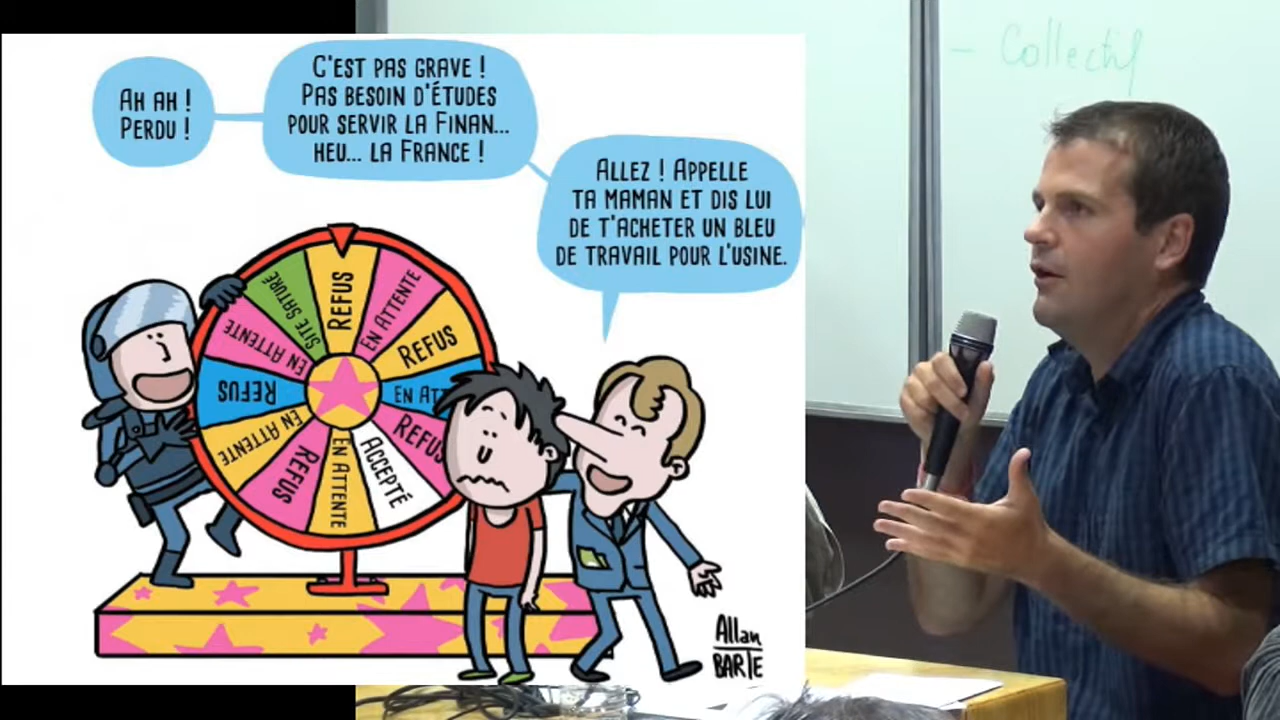 AH AH !
PERDU !
C'EST PAS GRAVE !
PAS BESOIN D'ÉTUDES
POUR SERVIR LA FINAN...
HEU... LA FRANCE !
ALLEZ ! APPELLE
TA MAMAN ET DIS LUI
DE T'ACHETER UN BLEU
DE TRAVAIL POUR L'USINE.
- Collectif
REFUS
EN ATTENTE
REFUS
EN ATT
REFUS
ACCEPTÉ
EN ATTENTE
REFUS
EN ATTENTE
REFUS
EN ATTENTE
SITE SATURÉ
Allan
BARTE